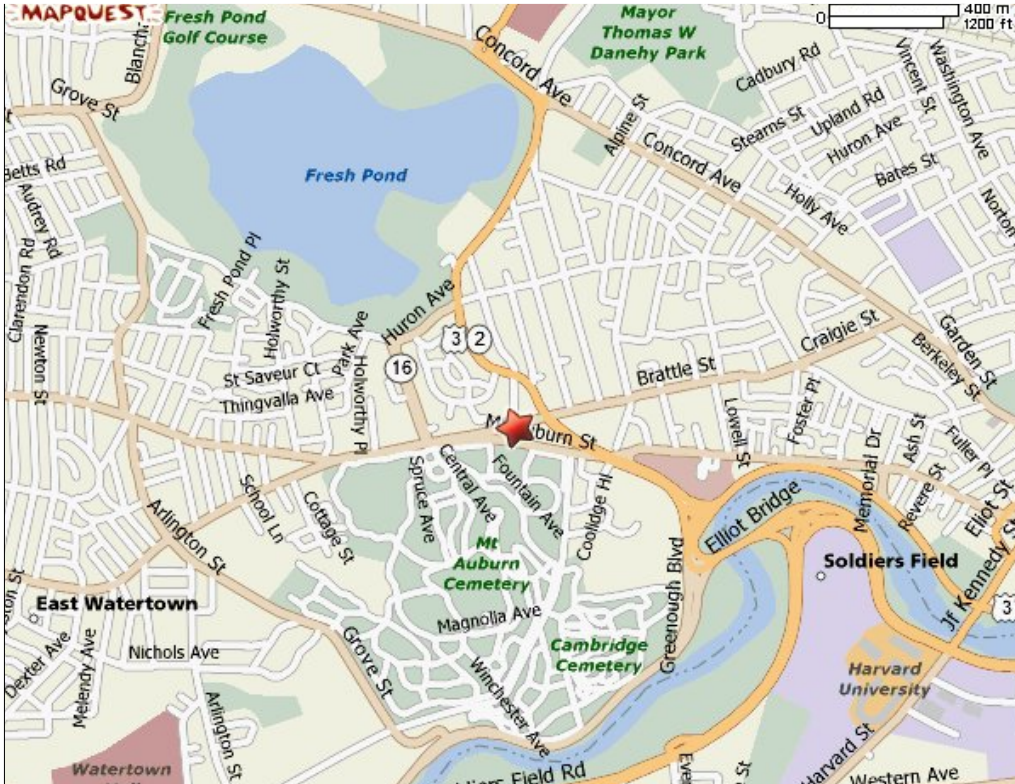 MAPQUEST
400 m
0
1200 ft
Fresh Pond
Golf Course
Mayor
Thomas W
Danehy Park
Concord Ave
Grove St
Cadbury Rd
Vincent St
Washington Ave
Alpine St
Stearns St
Upland Rd
Huron Ave
Bates St
Betts Rd
Fresh Pond
Concord Ave
Holly Ave
Norton
Audrey Rd
Clarendon Rd
Fresh Pond Pl
Holworthy St
Huron Ave
Park Ave
Newton St
3
2
16
St Saveur Ct
Thingvalla Ave
Holworthy Pl
Brattle St
Craigie St
Garden St
Berkeley St
Foster Pl
Lowell St
Ash St
Fuller Pl
Memorial Dr
burn St
Spruce Ave
Central Ave
Fountain Ave
Coolidge Hl
School Ln
Cottage St
Arlington St
Elliot Bridge
Revere St
Eliot St
Mt
Auburn
Cemetery
Greenough Blvd
Soldiers Field
East Watertown
Jf Kennedy St
3
Magnolla Ave
Cambridge
Cemetery
Dexter Ave
Melendy Ave
Nichols Ave
Grove St
Winchester Ave
Harvard
University
Arlington St
Watertown
Field Rd
St
Harvard St
Western Ave